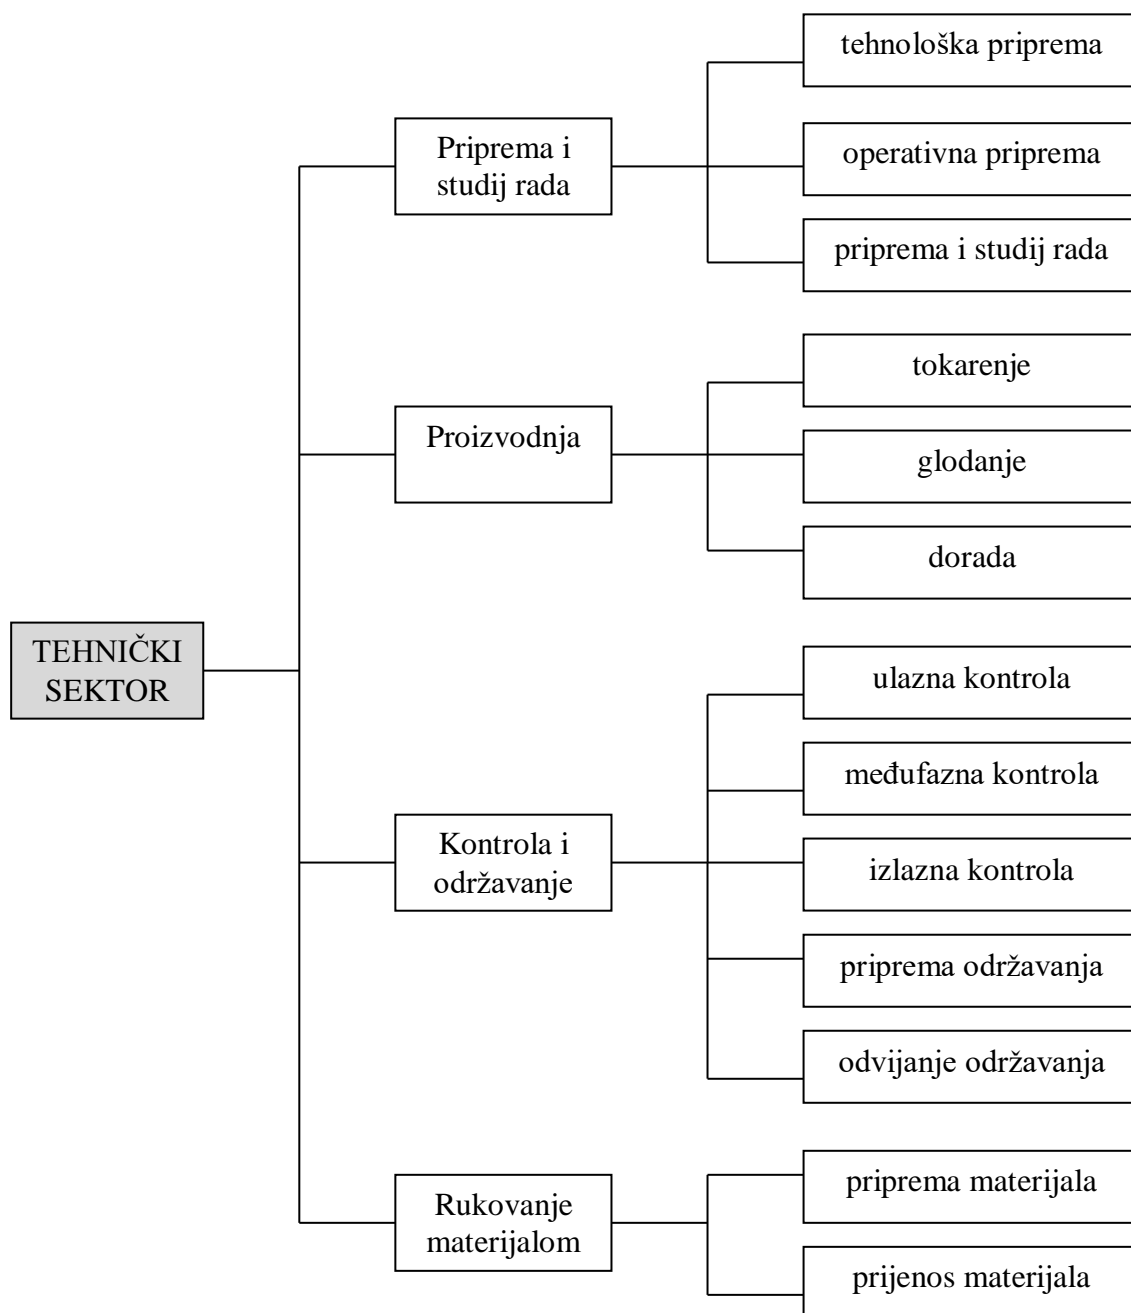 tehnološka priprema
Priprema i
studij rada
operativna priprema
priprema i studij rada
tokarenje
Proizvodnja
glodanje
dorada
TEHNIČKI
SEKTOR
ulazna kontrola
međufazna kontrola
Kontrola i
održavanje
izlazna kontrola
priprema održavanja
odvijanje održavanja
priprema materijala
Rukovanje
materijalom
prijenos materijala